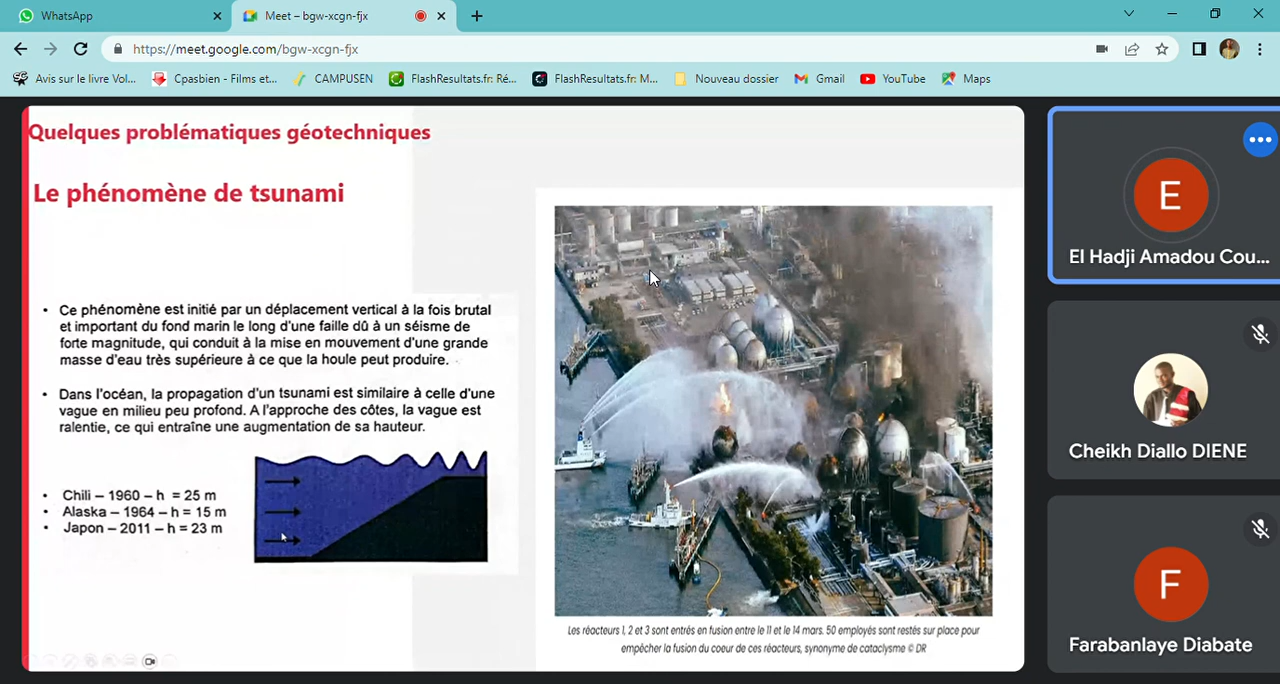 WhatsApp
Meet – bgw-xcgn-fjx
https://meet.google.com/bgw-xcgn-fjx
Avis sur le livre Vol...
Cpasbien - Films et...
CAMPUSEN
FlashResultats.fr: Ré...
FlashResultats.fr: M...
Nouveau dossier
Gmail
YouTube
Maps
Quelques problématiques géotechniques
Le phénomène de tsunami
• Ce phénomène est initié par un déplacement vertical à la fois brutal
et important du fond marin le long d'une faille dû à un séisme de
forte magnitude, qui conduit à la mise en mouvement d'une grande
masse d'eau très supérieure à ce que la houle peut produire.
• Dans l'océan, la propagation d'un tsunami est similaire à celle d'une
vague en milieu peu profond. A l'approche des côtes, la vague est
ralentie, ce qui entraîne une augmentation de sa hauteur.
• Chili – 1960 – h = 25 m
• Alaska – 1964 – h = 15 m
• Japon – 2011 – h = 23 m
Les réacteurs 1, 2 et 3 sont entrés en fusion entre le 11 et le 14 mars. 50 employés sont restés sur place pour
empêcher la fusion du coeur de ces réacteurs, synonyme de cataclysme © DR
E
El Hadji Amadou Cou...
Cheikh Diallo DIENE
F
Farabanlaye Diabate